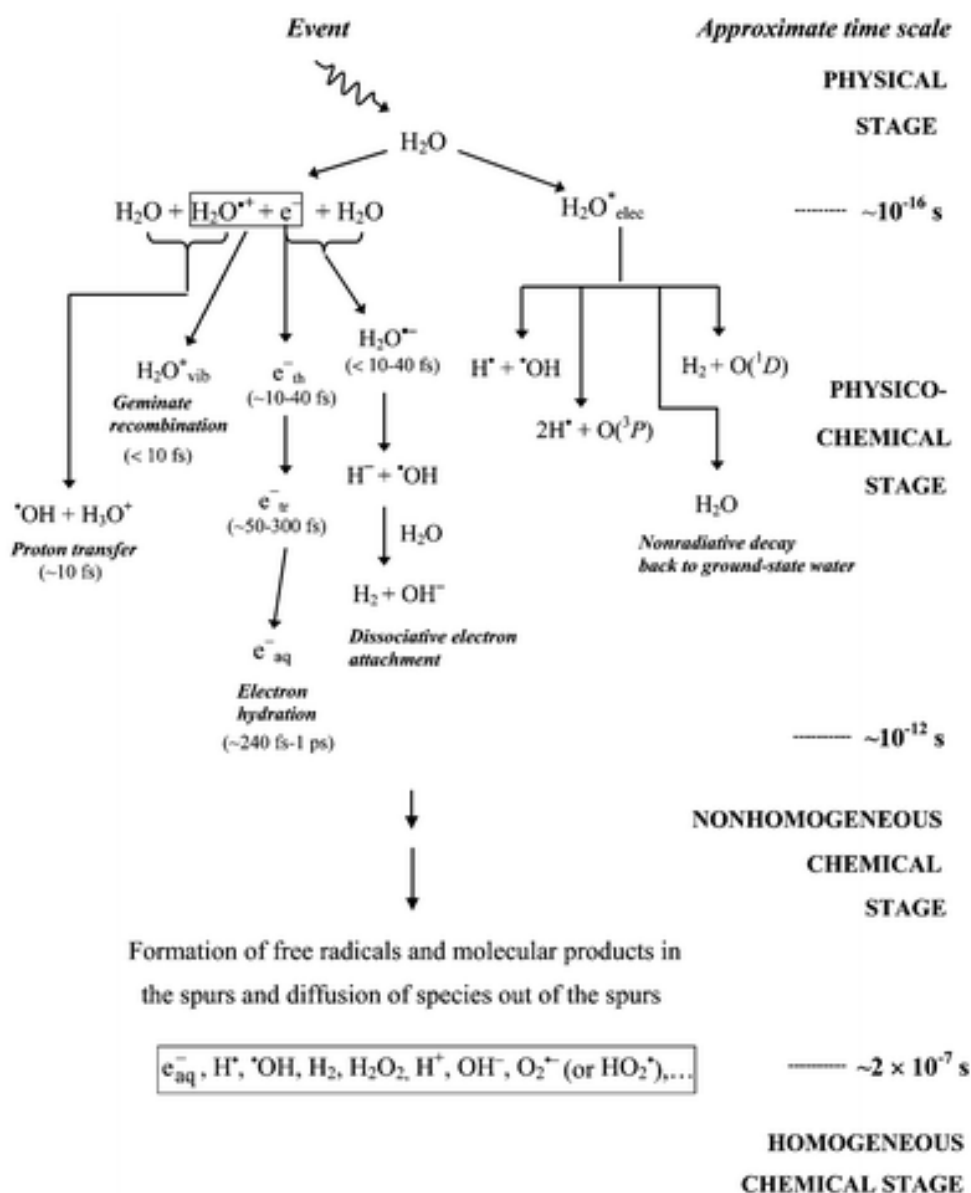 Event
Approximate time scale
PHYSICAL
STAGE
H₂O
H₂O + H₂O•⁺ + e⁻ + H₂O
H₂O*elec
---------- ~10⁻¹⁶ s
H₂O•⁻
(< 10-40 fs)
H₂O*vib
Geminate
recombination
(< 10 fs)
e⁻th
(~10-40 fs)
H• + •OH
H₂ + O(¹D)
2H• + O(³P)
PHYSICO-
CHEMICAL
STAGE
H⁻ + •OH
•OH + H₃O⁺
Proton transfer
(~10 fs)
e⁻tr
(~50-300 fs)
H₂O
H₂O
Nonradiative decay
back to ground-state water
H₂ + OH⁻
Dissociative electron
attachment
e⁻aq
Electron
hydration
(~240 fs-1 ps)
---------- ~10⁻¹² s
NONHOMOGENEOUS
CHEMICAL
STAGE
Formation of free radicals and molecular products in
the spurs and diffusion of species out of the spurs
e⁻aq, H•, •OH, H₂, H₂O₂, H⁺, OH⁻, O₂•⁻ (or HO₂•),...
---------- ~2 × 10⁻⁷ s
HOMOGENEOUS
CHEMICAL STAGE